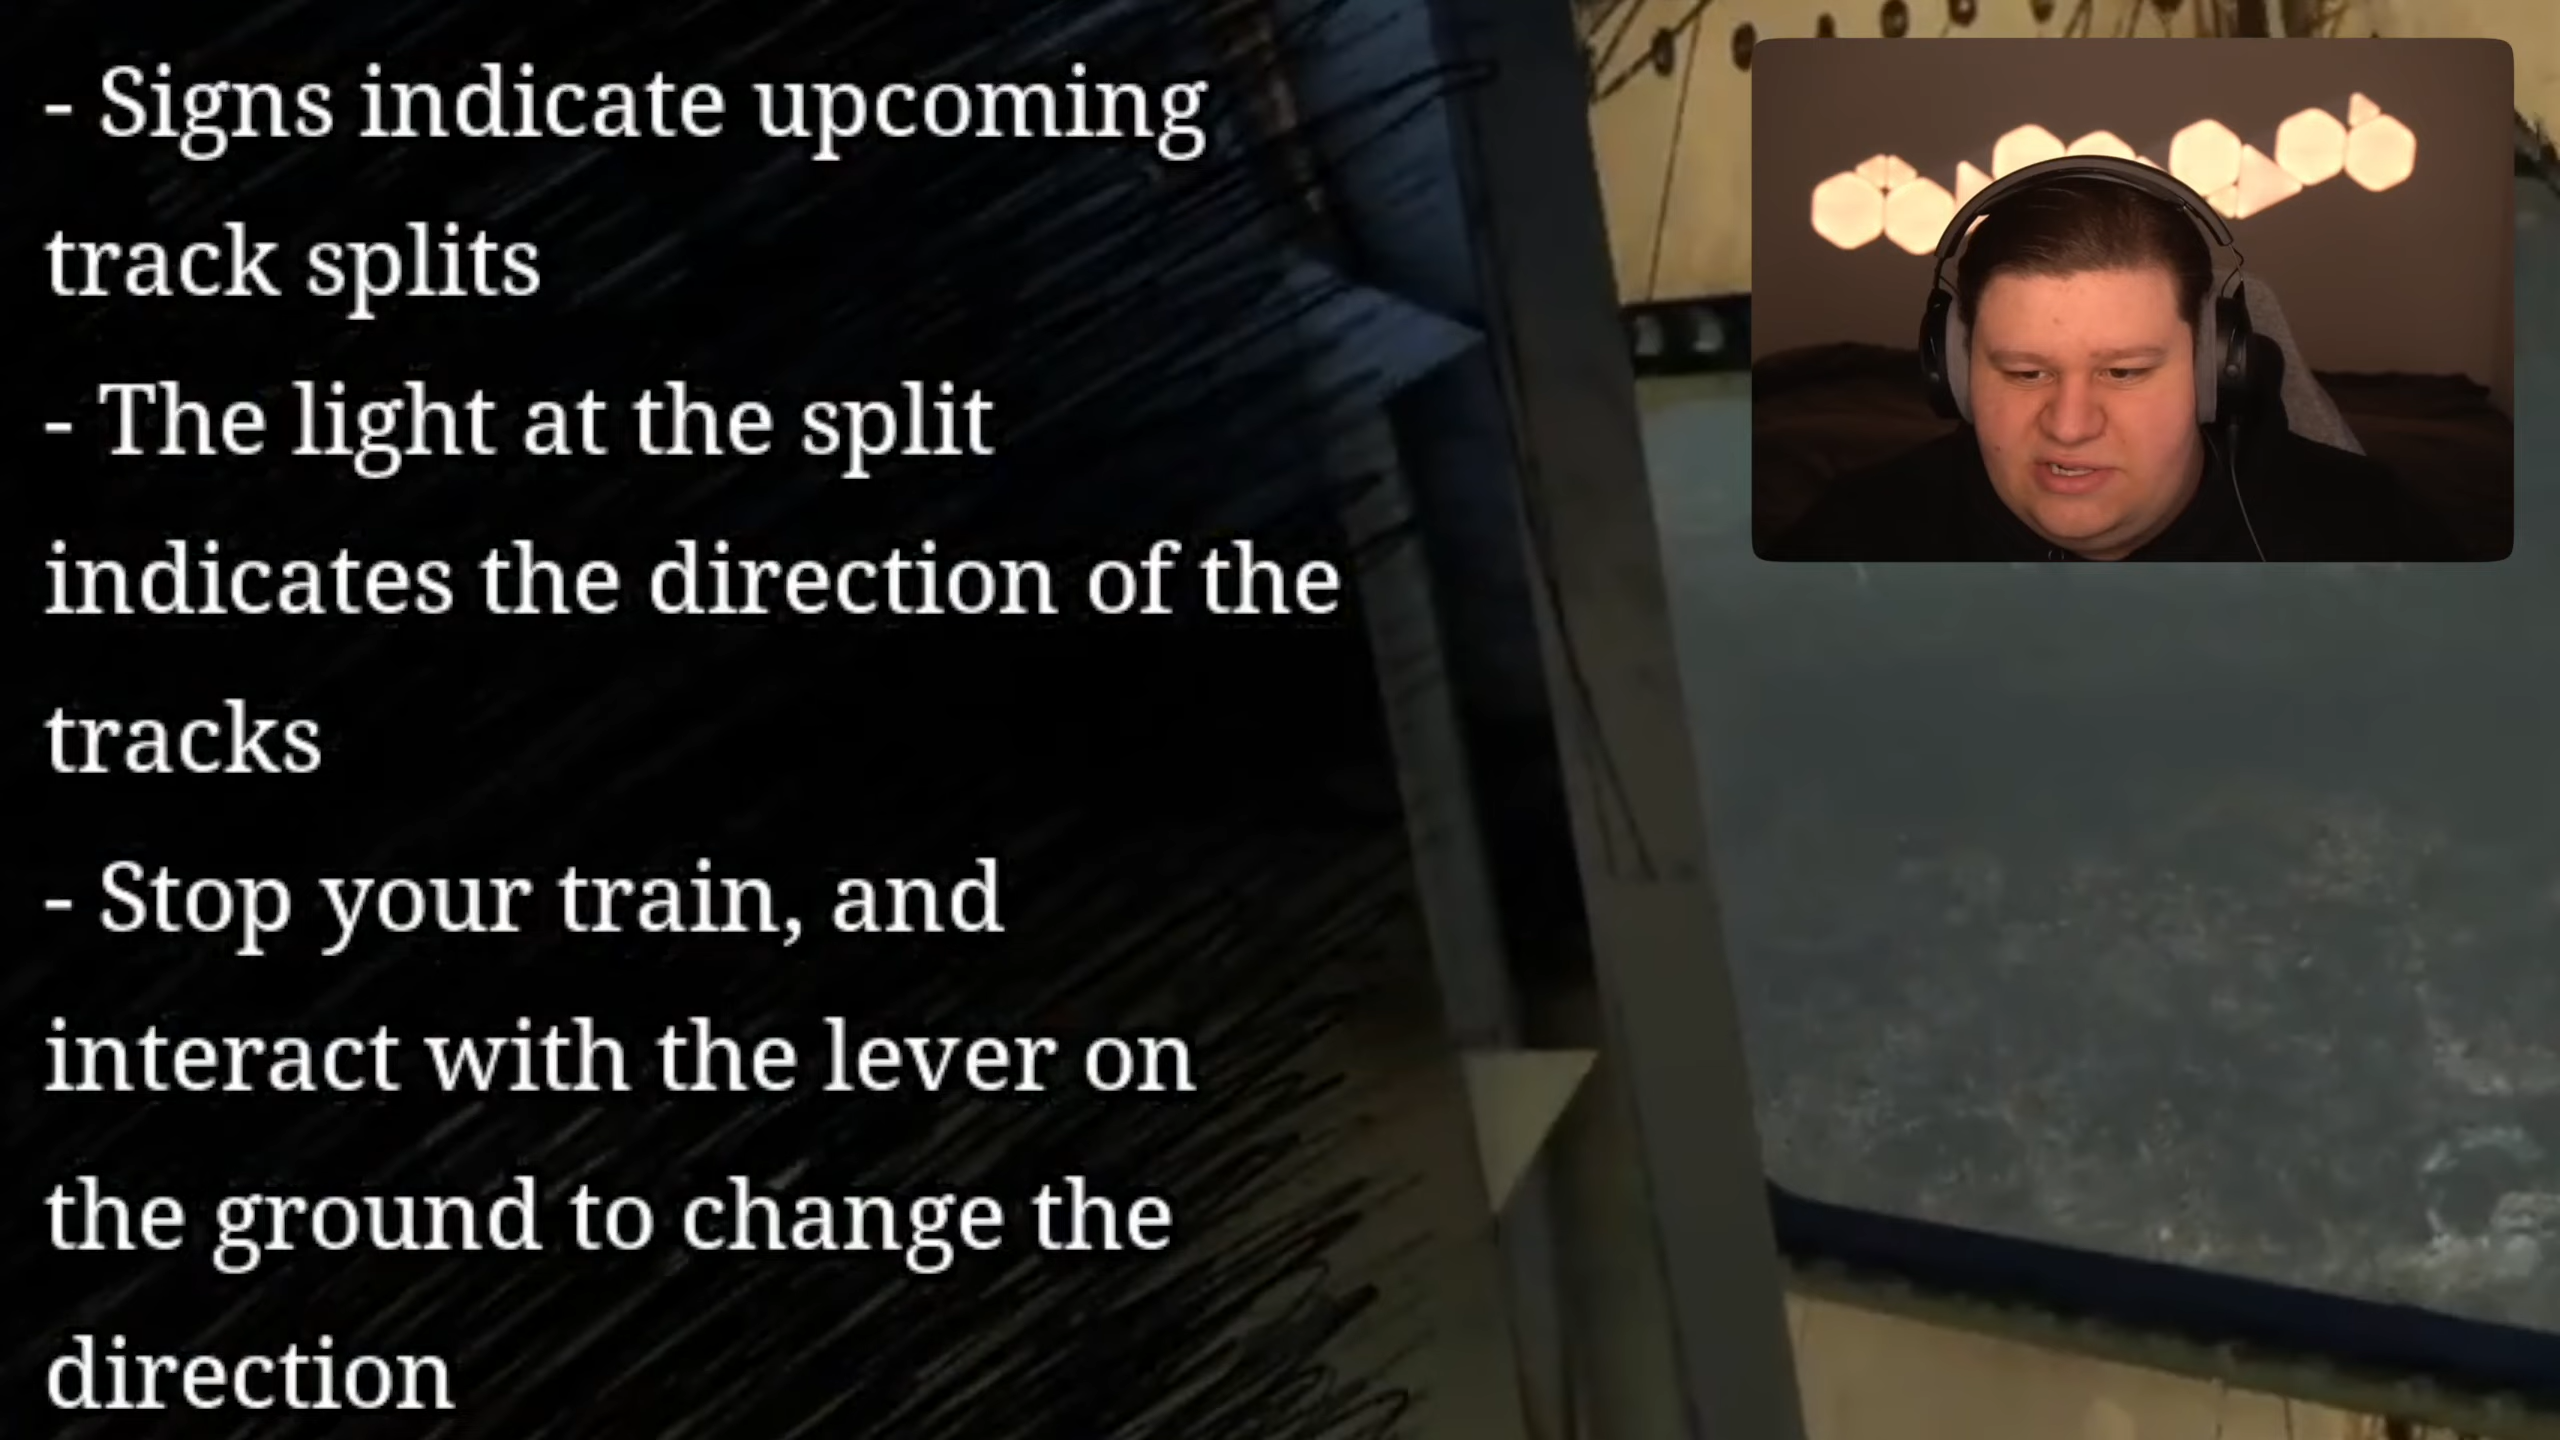 - Signs indicate upcoming
track splits
- The light at the split
indicates the direction of the
tracks
- Stop your train, and
interact with the lever on
the ground to change the
direction